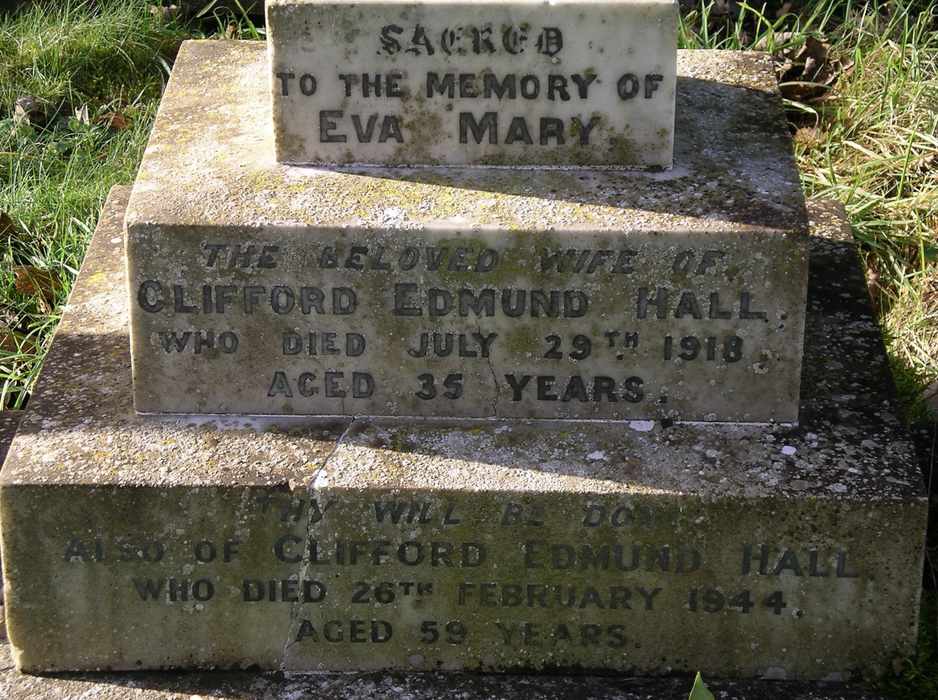 SACRED
TO THE MEMORY OF
EVA MARY
THE BELOVED WIFE OF
CLIFFORD EDMUND HALL.
WHO DIED JULY 29TH 1918
AGED 35 YEARS.
THY WILL BE DONE
ALSO OF CLIFFORD EDMUND HALL.
WHO DIED 26TH FEBRUARY 1944.
AGED 59 YEARS.